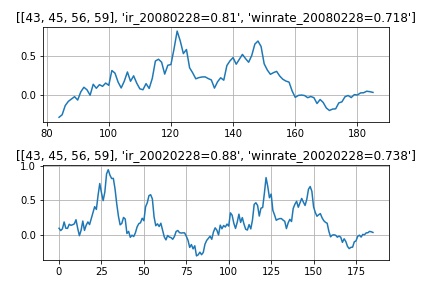 [[43, 45, 56, 59], 'ir_20080228=0.81', 'winrate_20080228=0.718']
0.5
0.0
80 100 120 140 160 180
[[43, 45, 56, 59], 'ir_20020228=0.88', 'winrate_20020228=0.738']
1.0
0.5
0.0
0 25 50 75 100 125 150 175